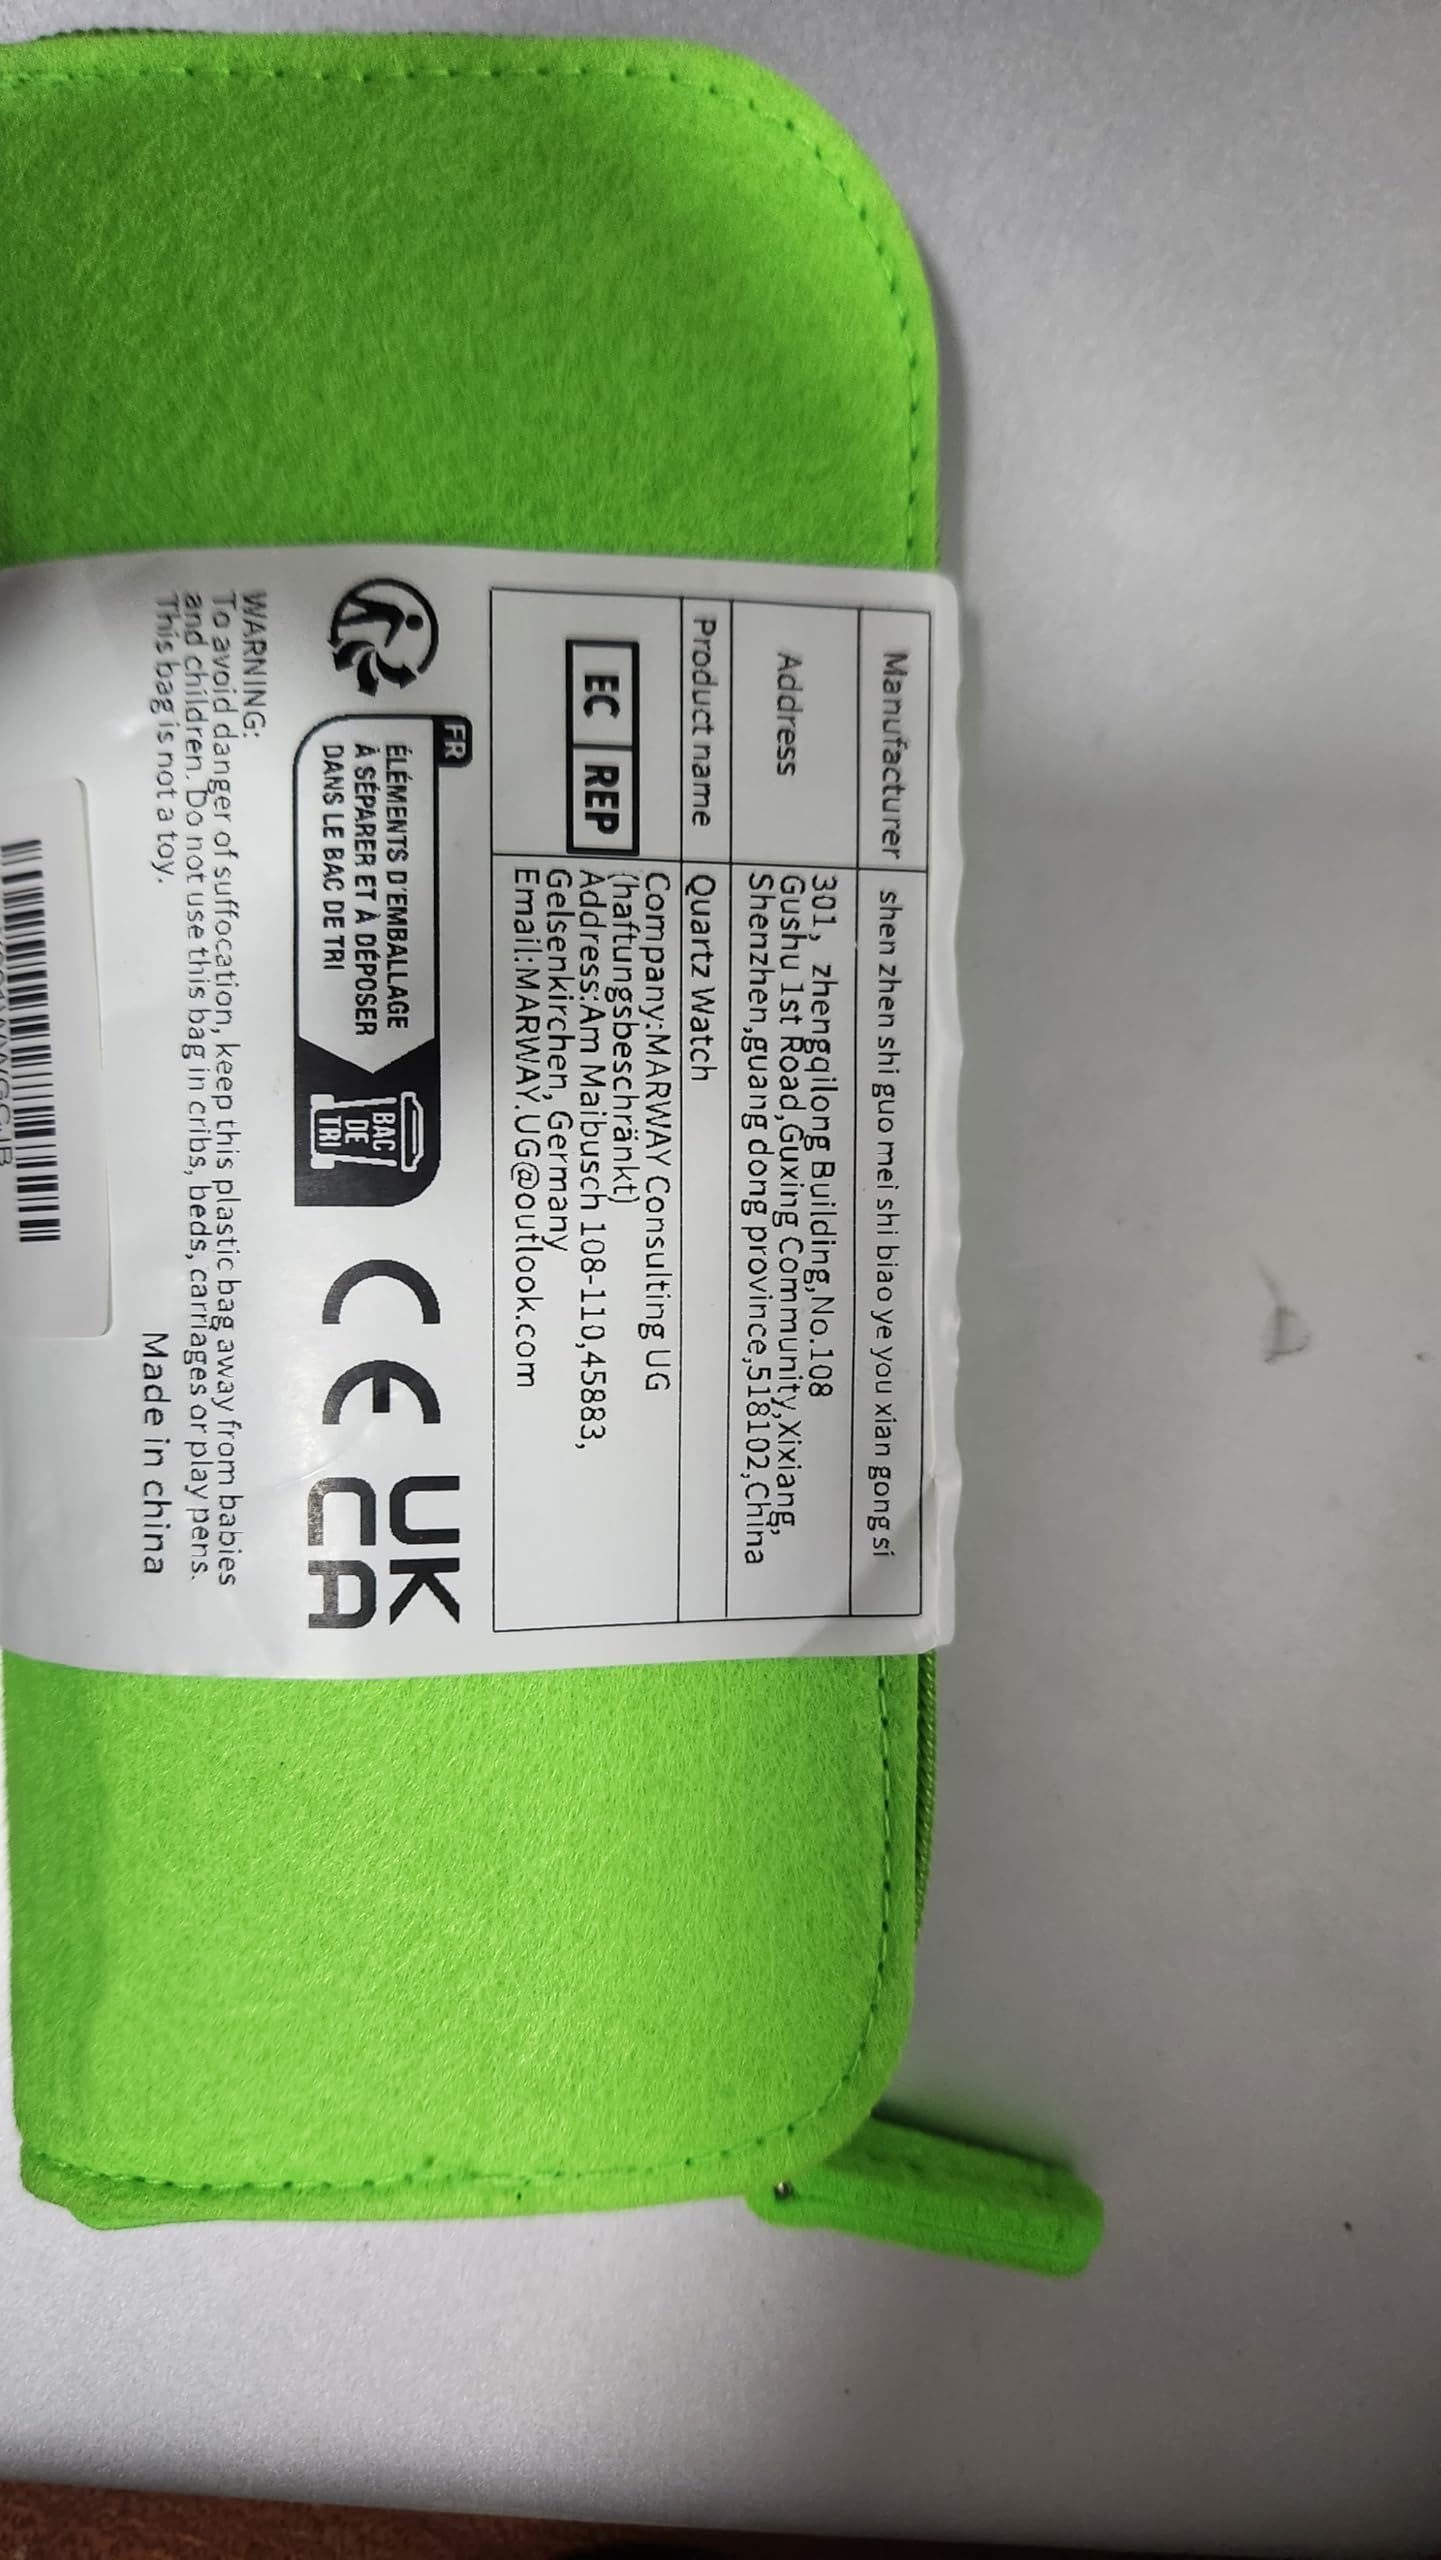 Manufacturer shen zhen shi guo mei shi biao ye you xian gong si
Address
301, zhengqilong Building,No.108
Gushu 1st Road,Guxing Community,Xixiang,
Shenzhen,guang dong province,518102,China
Product name Quartz Watch
EC REP
Company:MARWAY Consulting UG
(haftungsbeschränkt)
Address:Am Maibusch 108-110,45883,
Gelsenkirchen, Germany
Email:MARWAY.UG@outlook.com
FR
ÉLÉMENTS D'EMBALLAGE
À SÉPARER ET À DÉPOSER
DANS LE BAC DE TRI
BAC
DE
TRI
CE
UK
CA
WARNING:
To avoid danger of suffocation, keep this plastic bag away from babies
and children. Do not use this bag in cribs, beds, carriages or play pens.
This bag is not a toy.
Made in china